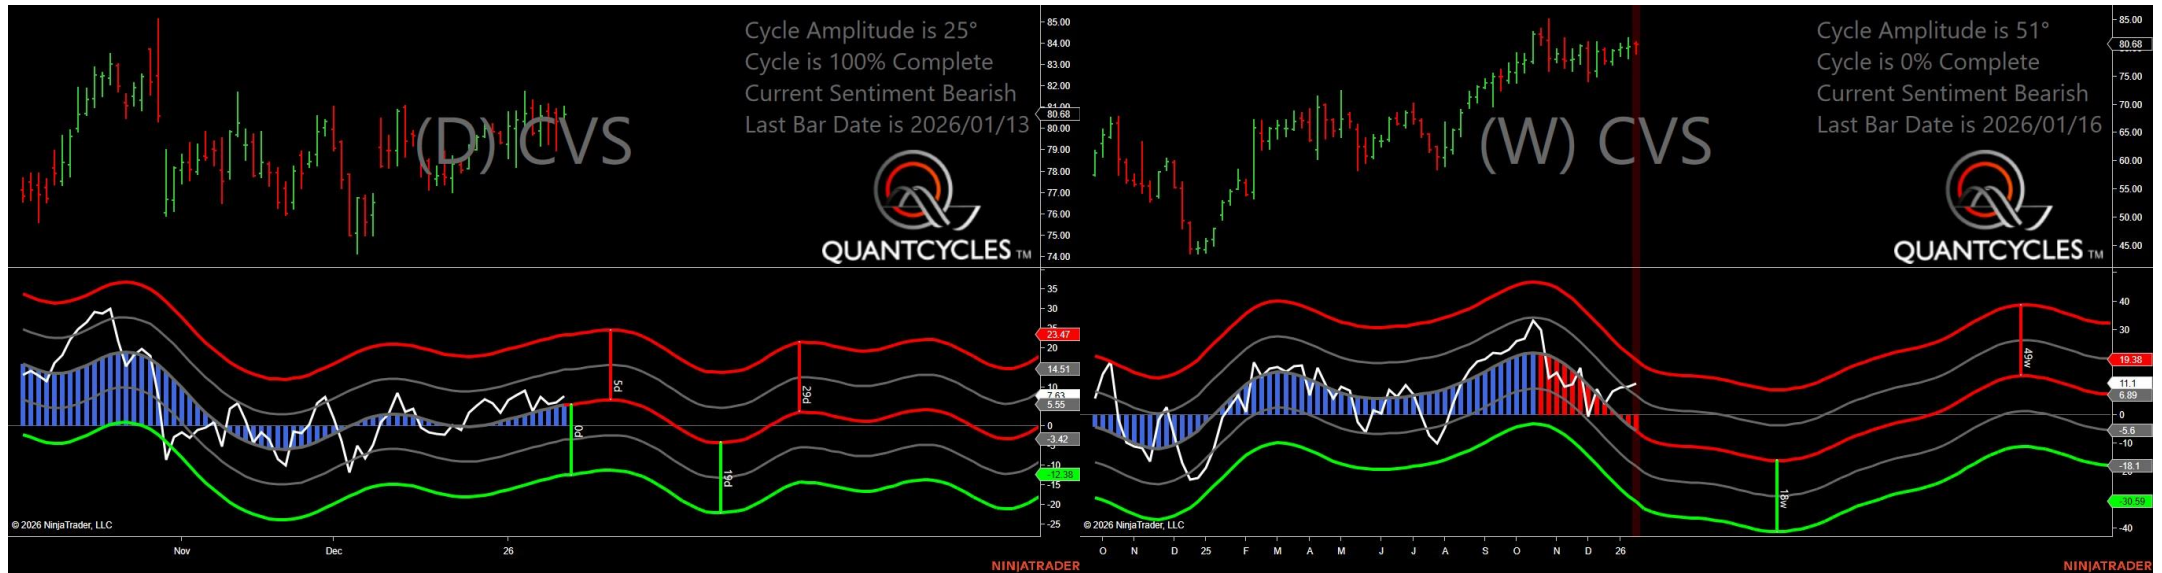 Cycle Amplitude is 25°
Cycle is 100% Complete
Current Sentiment Bearish
Last Bar Date is 2026/01/13
(D) CVS
QUANTCYCLES TM
85.00
84.00
83.00
82.00
81.00
80.68
80.00
79.00
78.00
77.00
76.00
75.00
74.00
35
30
25
23.47
20
14.51
10
7.63
5.55
0
-3.42
-5
-10
-12.38
-15
-20
-25
5d
29d
0d
19d
© 2026 NinjaTrader, LLC
Nov
Dec
26
NINJATRADER
Cycle Amplitude is 51°
Cycle is 0% Complete
Current Sentiment Bearish
Last Bar Date is 2026/01/16
(W) CVS
QUANTCYCLES TM
85.00
80.68
75.00
70.00
65.00
60.00
55.00
50.00
45.00
40
30
19.38
11.1
6.89
0
-5.6
-10
-18.1
-30.59
-40
49w
18w
© 2026 NinjaTrader, LLC
O N D 25 F M A M J J A S O N D 26
NINJATRADER